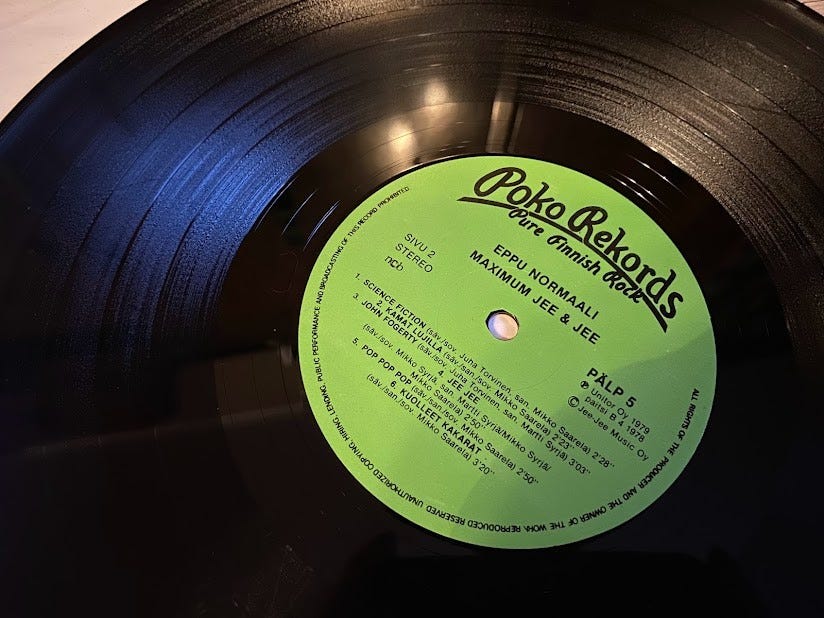 Poko Rekords
Pure Finnish Rock
EPPU NORMAALI
MAXIMUM JEE & JEE
SIVU 2
STEREO
ncb
PÄLP 5
℗ Unitor Oy 1979
paitsi B 4 1978
© Jee-Jee Music Oy
1. SCIENCE FICTION (säv./sov. Juha Torvinen, san. Mikko Saarela) 2'28''
2. KAMAT LUJILLA (säv./san./sov. Mikko Saarela) 2'23''
3. JOHN FOGERTY (säv./sov. Juha Torvinen, san. Martti Syrjä) 3'03''
4. JEE JEE
(säv./sov. Mikko Syrjä, san. Martti Syrjä/Mikko Syrjä/
Mikko Saarela) 2'50''
5. POP POP POP (säv./san./sov. Mikko Saarela) 2'50''
6. KUOLLEET KAKARAT
(säv./san./sov. Mikko Saarela) 3'20''
ALL RIGHTS OF THE PRODUCER AND THE OWNER OF THE REPRODUCED RESERVED. UNAUTHORIZED COPYING, HIRING, LENDING, PUBLIC PERFORMANCE AND BROADCASTING OF THIS RECORD PROHIBITED.